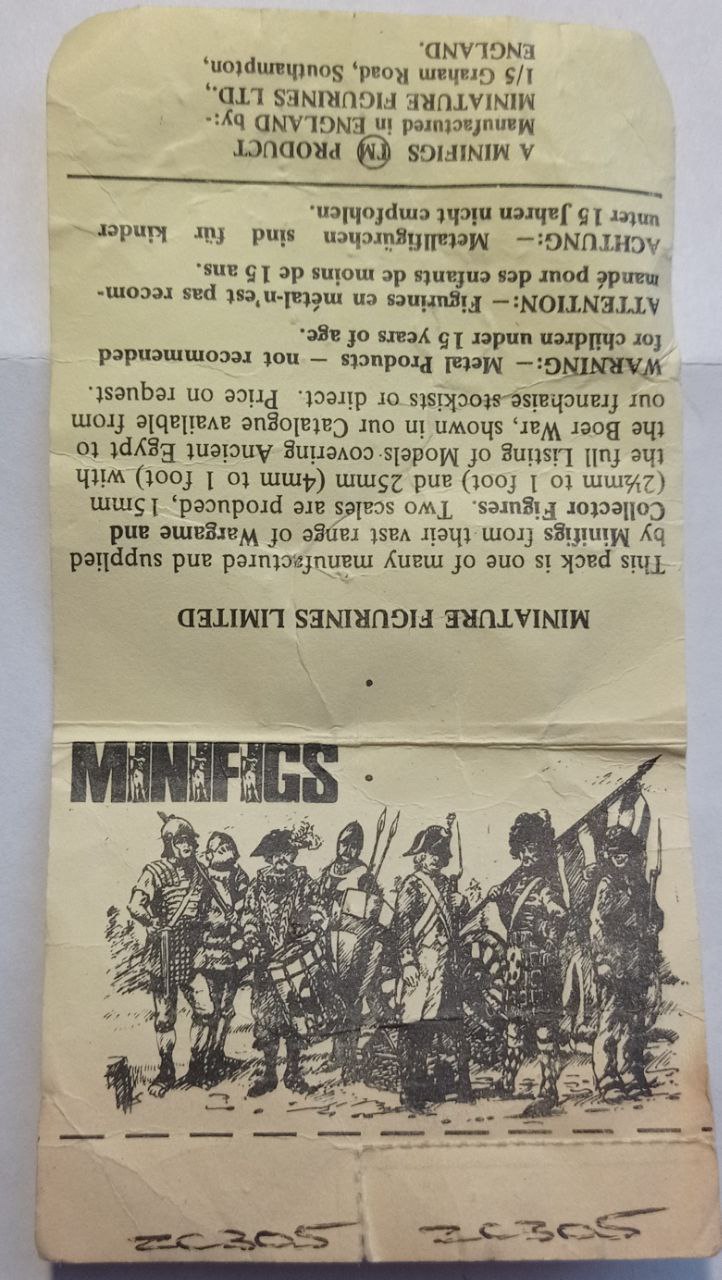 MINIFIGS
ZC305 ZC305
MINIATURE FIGURINES LIMITED
This pack is one of many manufactured and supplied
by Minifigs from their vast range of Wargame and
Collector Figures. Two scales are produced, 15mm
(2½mm to 1 foot) and 25mm (4mm to 1 foot) with
the full Listing of Models covering Ancient Egypt to
the Boer War, shown in our Catalogue available from
our franchaise stockists or direct. Price on request.
WARNING:— Metal Products — not recommended
for children under 15 years of age.
ATTENTION:— Figurines en métal-n'est pas recom-
mandé pour des enfants de moins de 15 ans.
ACHTUNG:— Metallfigürchen sind für kinder
unter 15 Jahren nicht empfohlen.
A MINIFIGS TM PRODUCT
Manufactured in ENGLAND by:-
MINIATURE FIGURINES LTD.,
1/5 Graham Road, Southampton,
ENGLAND.